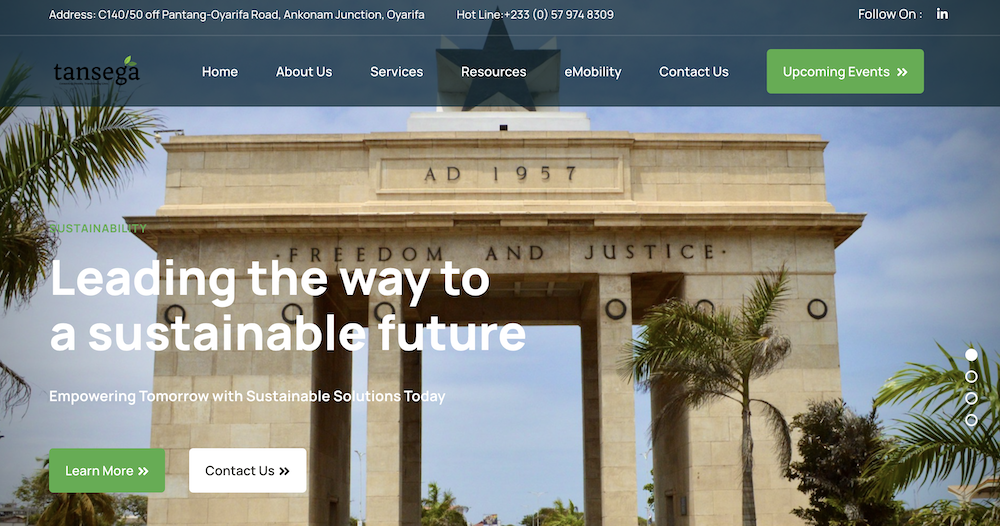 Address: C140/50 off Pantang-Oyarifa Road, Ankonam Junction, Oyarifa
Hot Line:+233 (0) 57 974 8309
Follow On :
in
tansega
Home
About Us
Services
Resources
eMobility
Contact Us
Upcoming Events
AD 1957
·FREEDOM AND JUSTICE·
SUSTAINABILITY
Leading the way to
a sustainable future
Empowering Tomorrow with Sustainable Solutions Today
Learn More
Contact Us